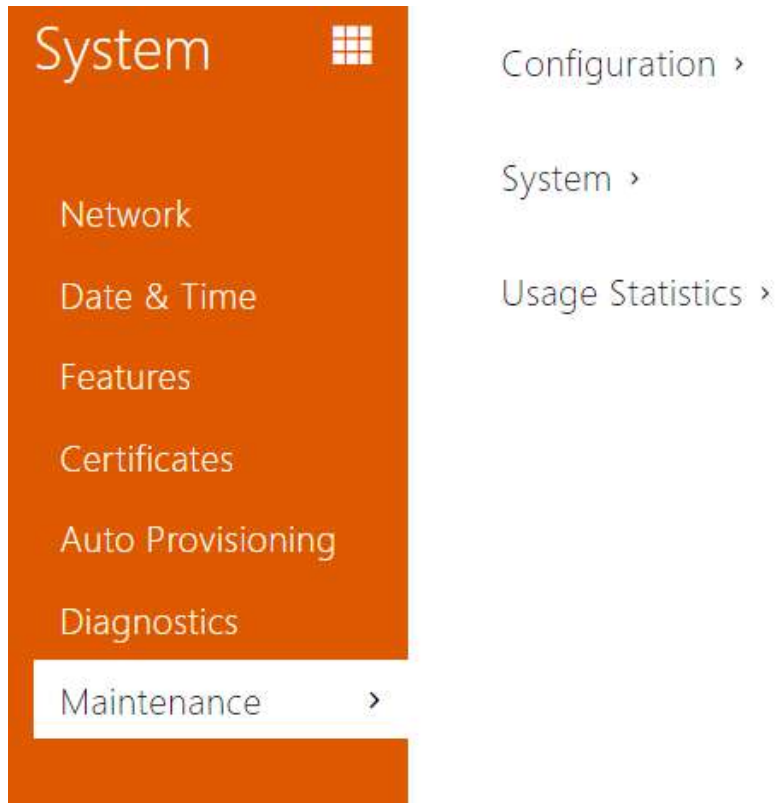 System
Network
Date & Time
Features
Certificates
Auto Provisioning
Diagnostics
Maintenance ›
Configuration ›
System ›
Usage Statistics ›